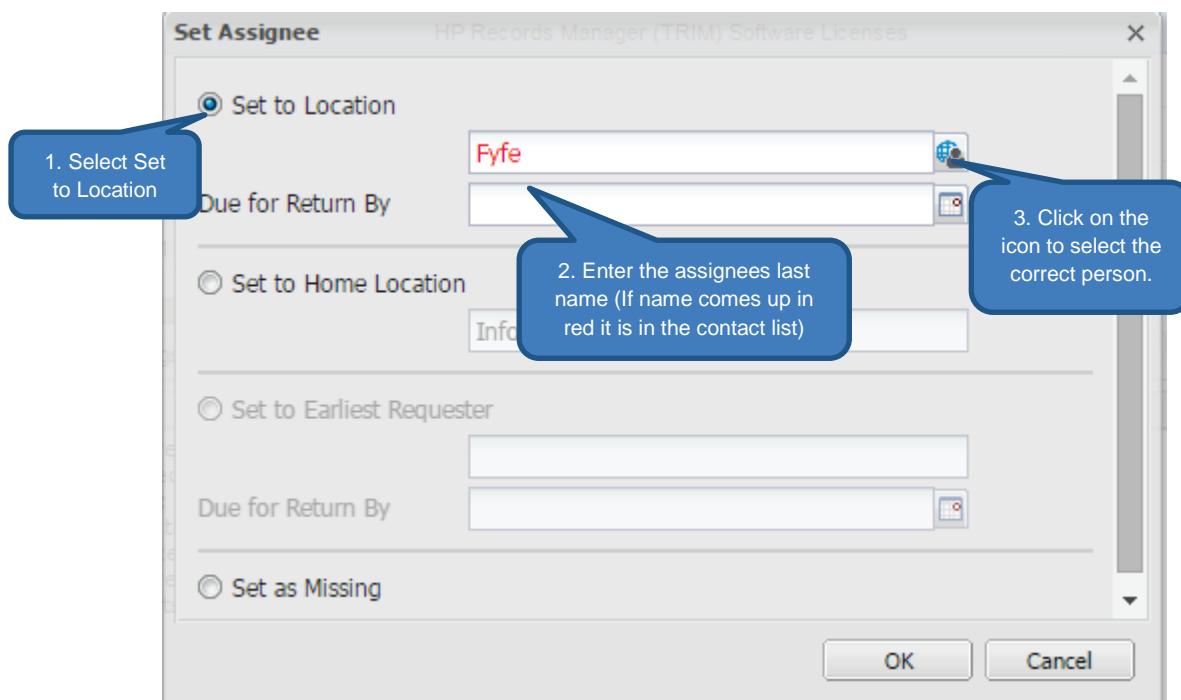 Set Assignee
HP Records Manager (TRIM) Software Licenses
Set to Location
1. Select Set
to Location
Fyfe
3. Click on the
icon to select the
correct person.
Due for Return By
2. Enter the assignees last
name (If name comes up in
red it is in the contact list)
Set to Home Location
Set to Earliest Requester
Due for Return By
Set as Missing
OK
Cancel